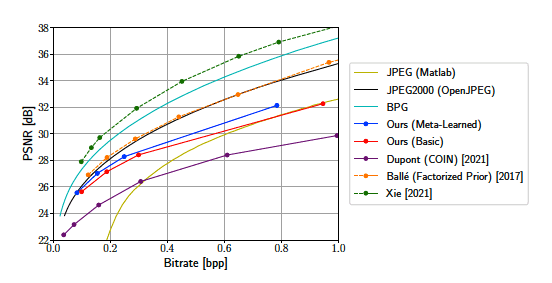 38
36
34
32
30
28
26
24
22
PSNR [dB]
0.0 0.2 0.4 0.6 0.8 1.0
Bitrate [bpp]
JPEG (Matlab)
JPEG2000 (OpenJPEG)
BPG
Ours (Meta-Learned)
Ours (Basic)
Dupont (COIN) [2021]
Ballé (Factorized Prior) [2017]
Xie [2021]